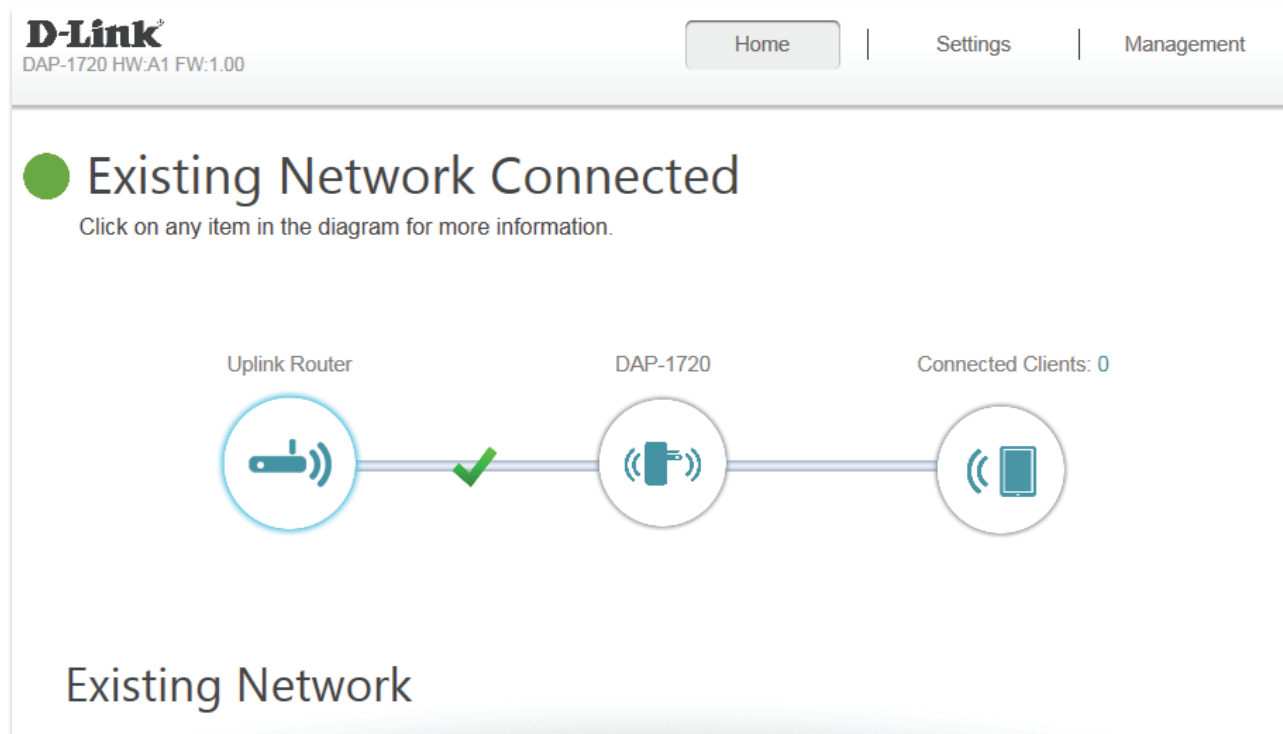 D-Link
DAP-1720 HW:A1 FW:1.00
Home
Settings
Management
Existing Network Connected
Click on any item in the diagram for more information.
Uplink Router
DAP-1720
Connected Clients: 0
Existing Network